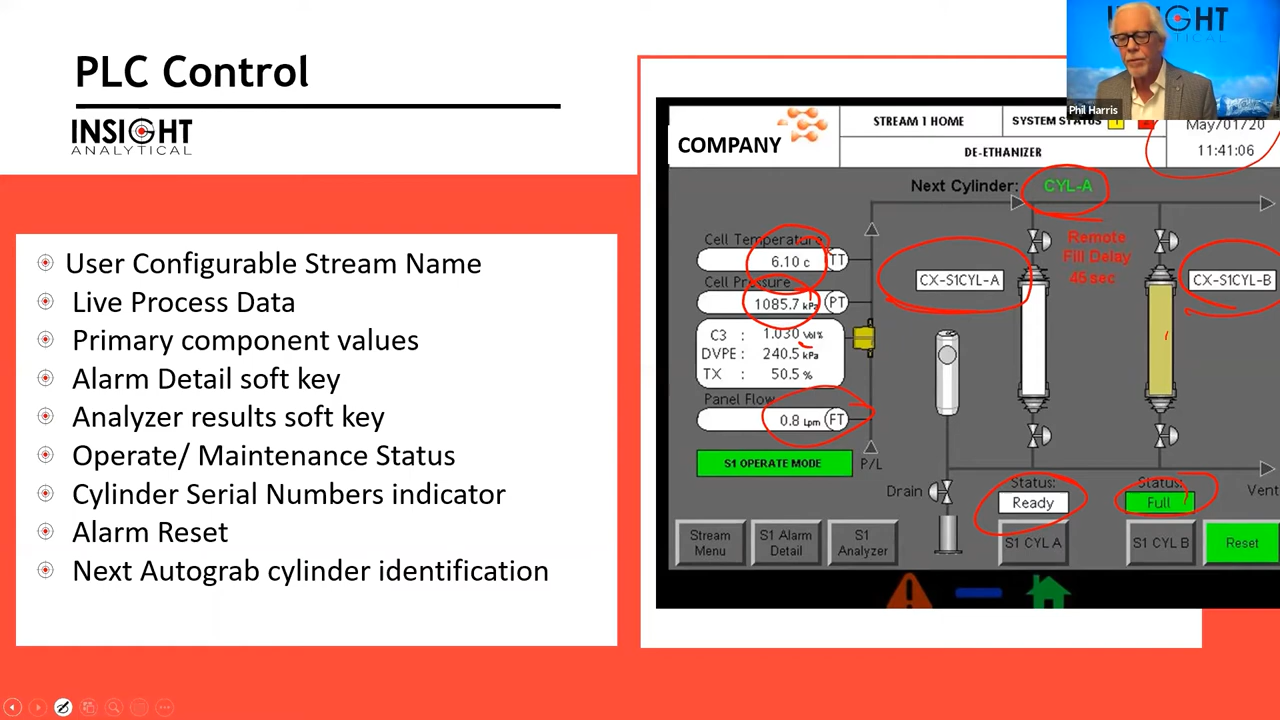 PLC Control
INSIGHT
ANALYTICAL
User Configurable Stream Name
Live Process Data
Primary component values
Alarm Detail soft key
Analyzer results soft key
Operate/ Maintenance Status
Cylinder Serial Numbers indicator
Alarm Reset
Next Autograb cylinder identification
Phil Harris
COMPANY
STREAM 1 HOME
SYSTEM STATUS
DE-ETHANIZER
May/01/20
11:41:06
Next Cylinder: CYL-A
Cell Temperature
6.10 c TT
Cell Pressure
1085.7 kPa PT
C3 : 1.030 Vol%
DVPE : 240.5 kPa
TX : 50.5 %
Panel Flow
0.8 Lpm FT
S1 OPERATE MODE
P/L
CX-S1CYL-A
Remote
Fill Delay
45 sec
CX-S1CYL-B
Drain
Status:
Ready
Status:
Full
Vent
Stream
Menu
S1 Alarm
Detail
S1
Analyzer
S1 CYL A
S1 CYL B
Reset